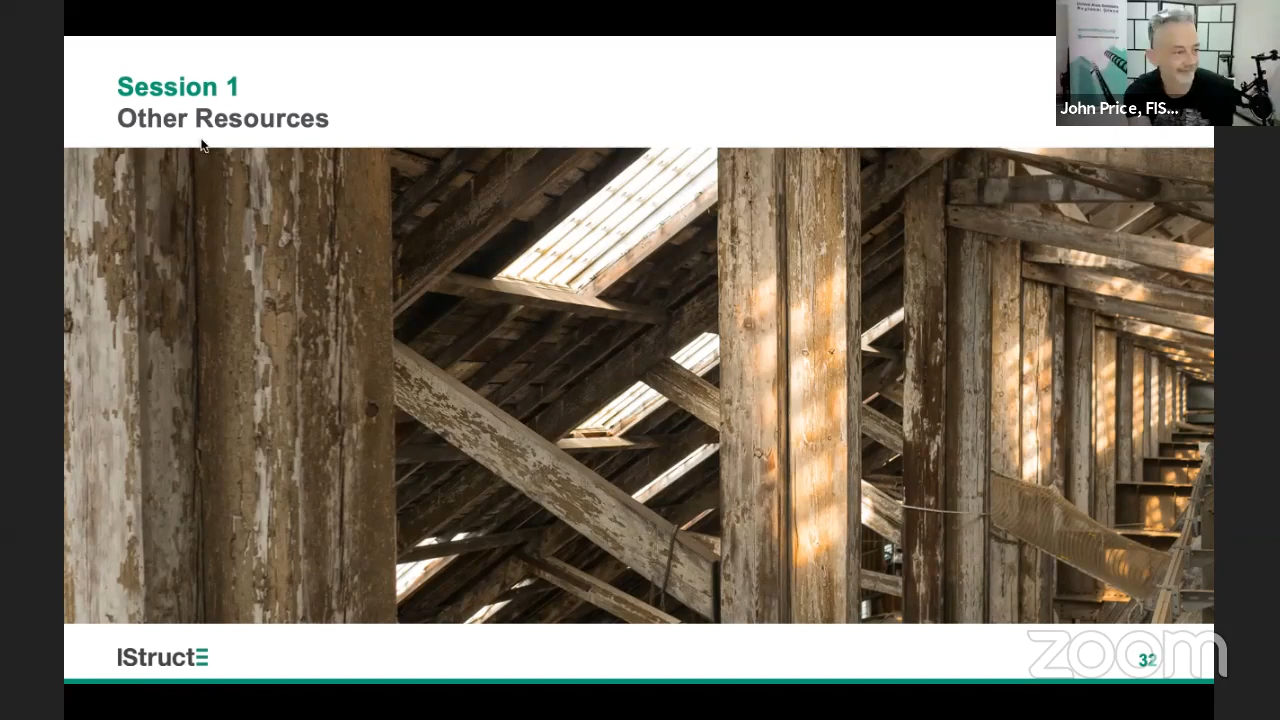 Session 1
Other Resources
John Price, FIS...
IStructE
32
zoom